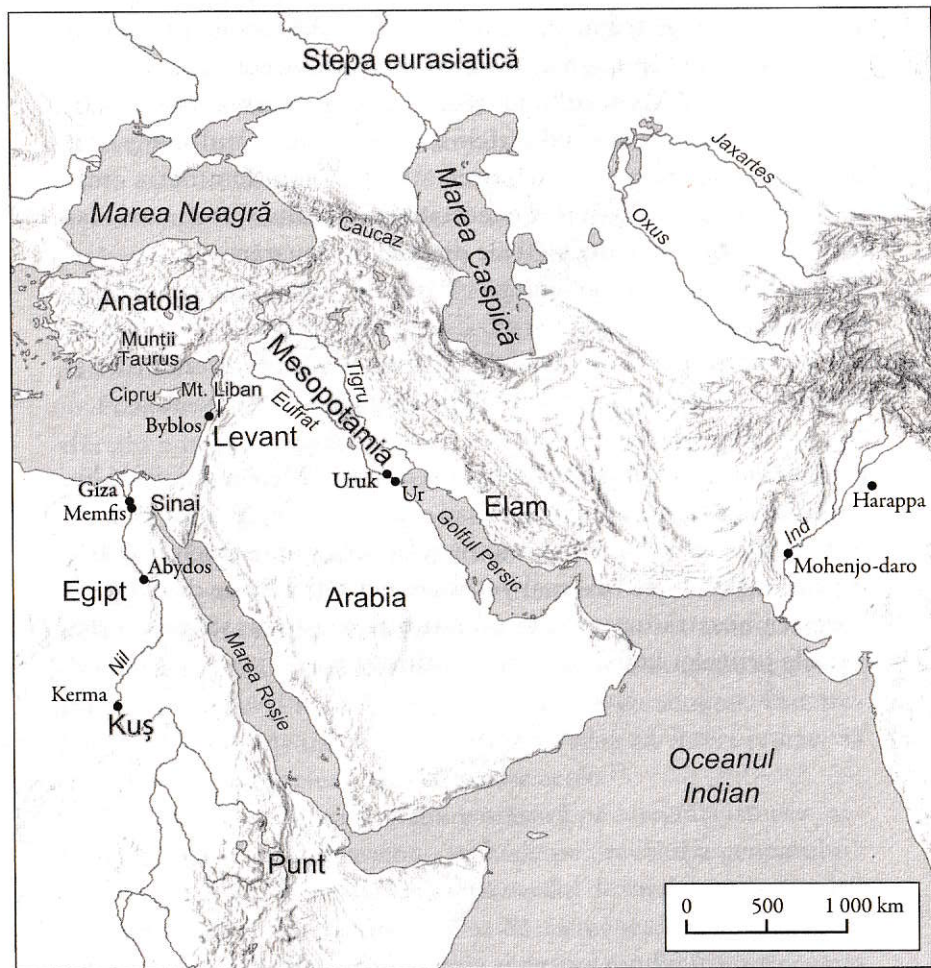 Stepa eurasiatică
Jaxartes
Oxus
Marea Neagră
Caucaz
Marea Caspică
Anatolia
Munții
Taurus
Cipru
Mt. Liban
Mesopotamia
Tigru
Eufrat
Byblos
Levant
Uruk
Ur
Elam
Golful Persic
Giza
Memfis
Sinai
Harappa
Ind
Mohenjo-daro
Abydos
Egipt
Arabia
Nil
Marea Roșie
Kerma
Kuş
Oceanul
Indian
Punt
0 500 1 000 km